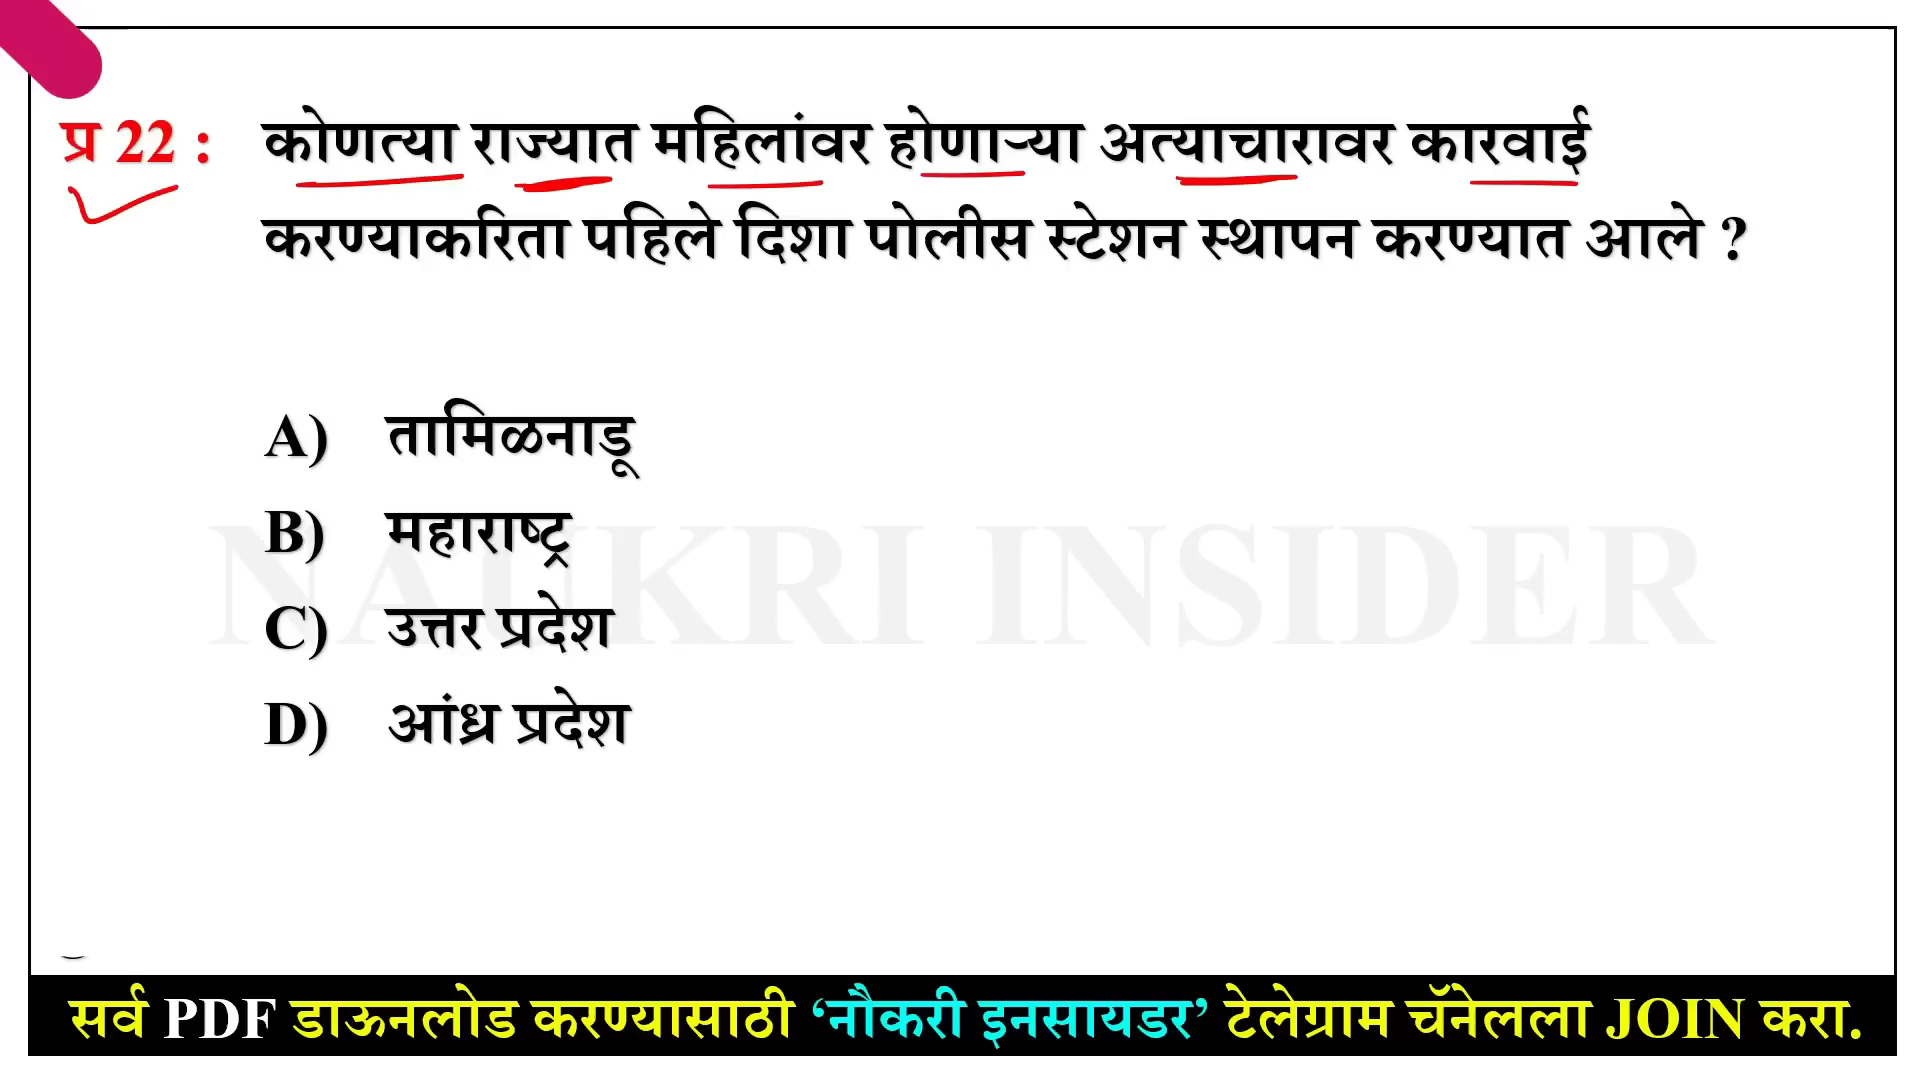 प्र 22 : कोणत्या राज्यात महिलांवर होणाऱ्या अत्याचारावर कारवाई
करण्याकरिता पहिले दिशा पोलीस स्टेशन स्थापन करण्यात आले ?
A) तामिळनाडू
B) महाराष्ट्र
NAUKRI INSIDER
C) उत्तर प्रदेश
D) आंध्र प्रदेश
सर्व PDF डाऊनलोड करण्यासाठी ‘नौकरी इनसायडर’ टेलेग्राम चॅनेलला JOIN करा.